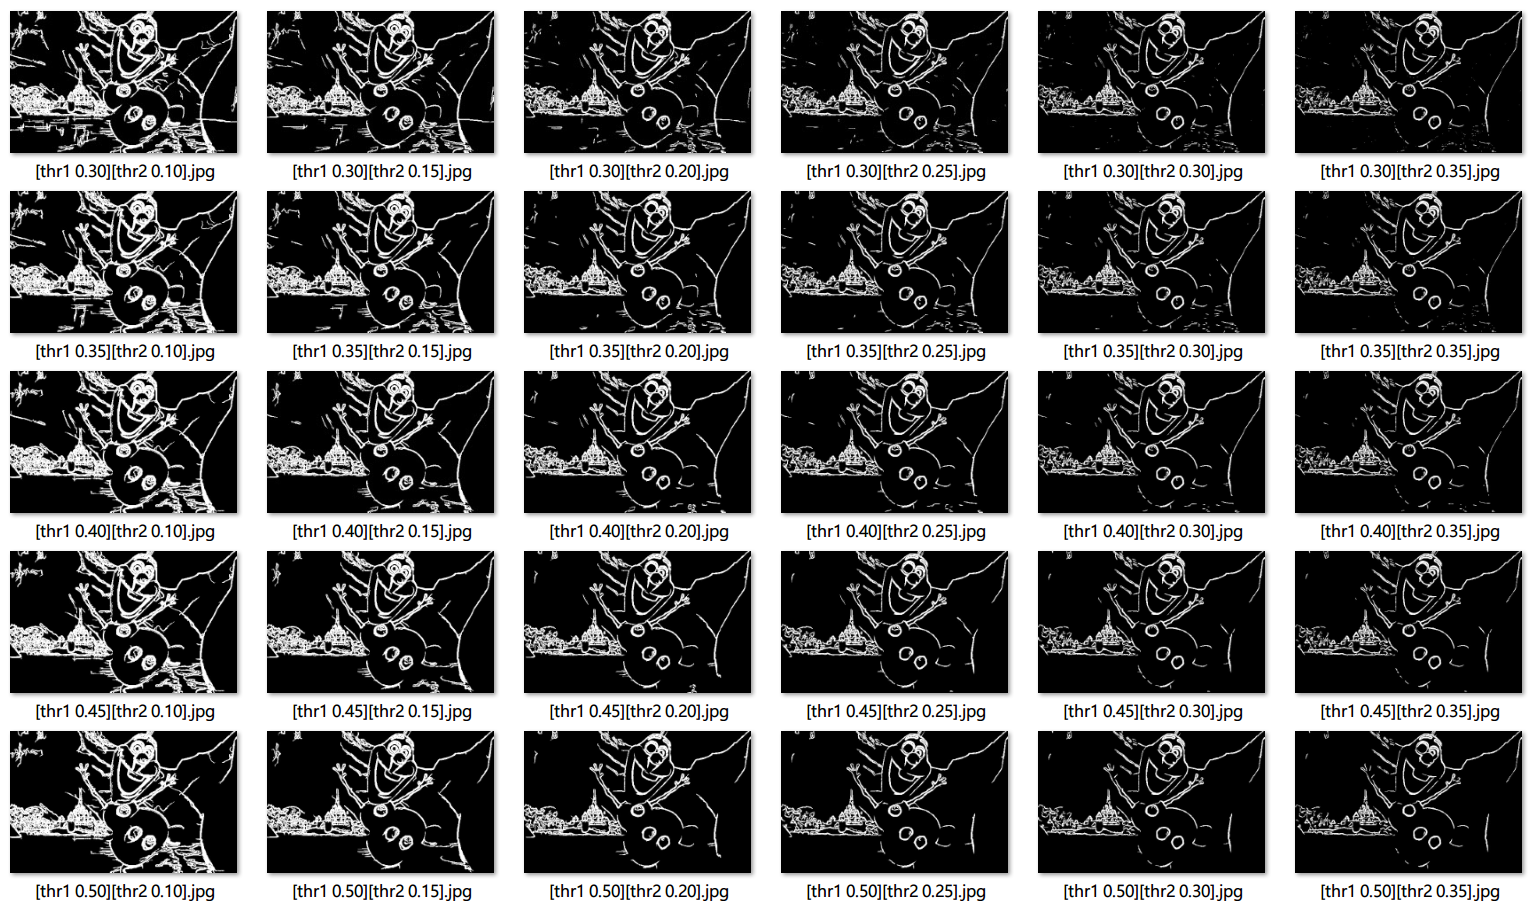 [thr1 0.30][thr2 0.10].jpg
[thr1 0.30][thr2 0.15].jpg
[thr1 0.30][thr2 0.20].jpg
[thr1 0.30][thr2 0.25].jpg
[thr1 0.30][thr2 0.30].jpg
[thr1 0.30][thr2 0.35].jpg
[thr1 0.35][thr2 0.10].jpg
[thr1 0.35][thr2 0.15].jpg
[thr1 0.35][thr2 0.20].jpg
[thr1 0.35][thr2 0.25].jpg
[thr1 0.35][thr2 0.30].jpg
[thr1 0.35][thr2 0.35].jpg
[thr1 0.40][thr2 0.10].jpg
[thr1 0.40][thr2 0.15].jpg
[thr1 0.40][thr2 0.20].jpg
[thr1 0.40][thr2 0.25].jpg
[thr1 0.40][thr2 0.30].jpg
[thr1 0.40][thr2 0.35].jpg
[thr1 0.45][thr2 0.10].jpg
[thr1 0.45][thr2 0.15].jpg
[thr1 0.45][thr2 0.20].jpg
[thr1 0.45][thr2 0.25].jpg
[thr1 0.45][thr2 0.30].jpg
[thr1 0.45][thr2 0.35].jpg
[thr1 0.50][thr2 0.10].jpg
[thr1 0.50][thr2 0.15].jpg
[thr1 0.50][thr2 0.20].jpg
[thr1 0.50][thr2 0.25].jpg
[thr1 0.50][thr2 0.30].jpg
[thr1 0.50][thr2 0.35].jpg